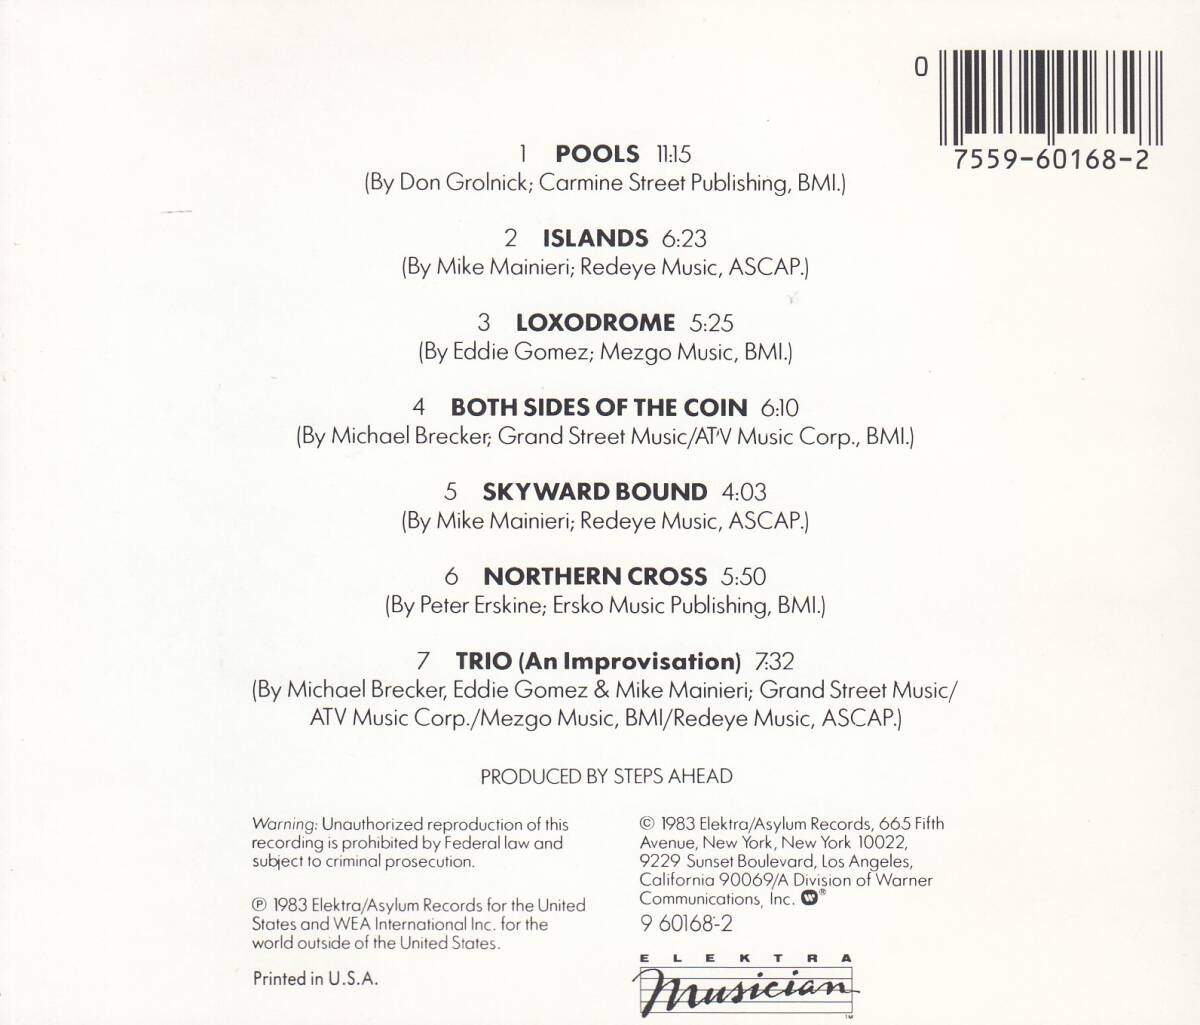 0
7559-60168-2
1 POOLS 11:15
(By Don Grolnick; Carmine Street Publishing, BMI.)
2 ISLANDS 6:23
(By Mike Mainieri; Redeye Music, ASCAP.)
3 LOXODROME 5:25
(By Eddie Gomez; Mezgo Music, BMI.)
4 BOTH SIDES OF THE COIN 6:10
(By Michael Brecker; Grand Street Music/ATV Music Corp., BMI.)
5 SKYWARD BOUND 4:03
(By Mike Mainieri; Redeye Music, ASCAP.)
6 NORTHERN CROSS 5:50
(By Peter Erskine; Ersko Music Publishing, BMI.)
7 TRIO (An Improvisation) 7:32
(By Michael Brecker, Eddie Gomez & Mike Mainieri; Grand Street Music/
ATV Music Corp./Mezgo Music, BMI/Redeye Music, ASCAP.)
PRODUCED BY STEPS AHEAD
Warning: Unauthorized reproduction of this
recording is prohibited by Federal law and
subject to criminal prosecution.
℗ 1983 Elektra/Asylum Records for the United
States and WEA International Inc. for the
world outside of the United States.
Printed in U.S.A.
© 1983 Elektra/Asylum Records, 665 Fifth
Avenue, New York, New York 10022,
9229 Sunset Boulevard, Los Angeles,
California 90069/A Division of Warner
Communications, Inc. ®
9 60168-2
ELEKTRA
Musician
™